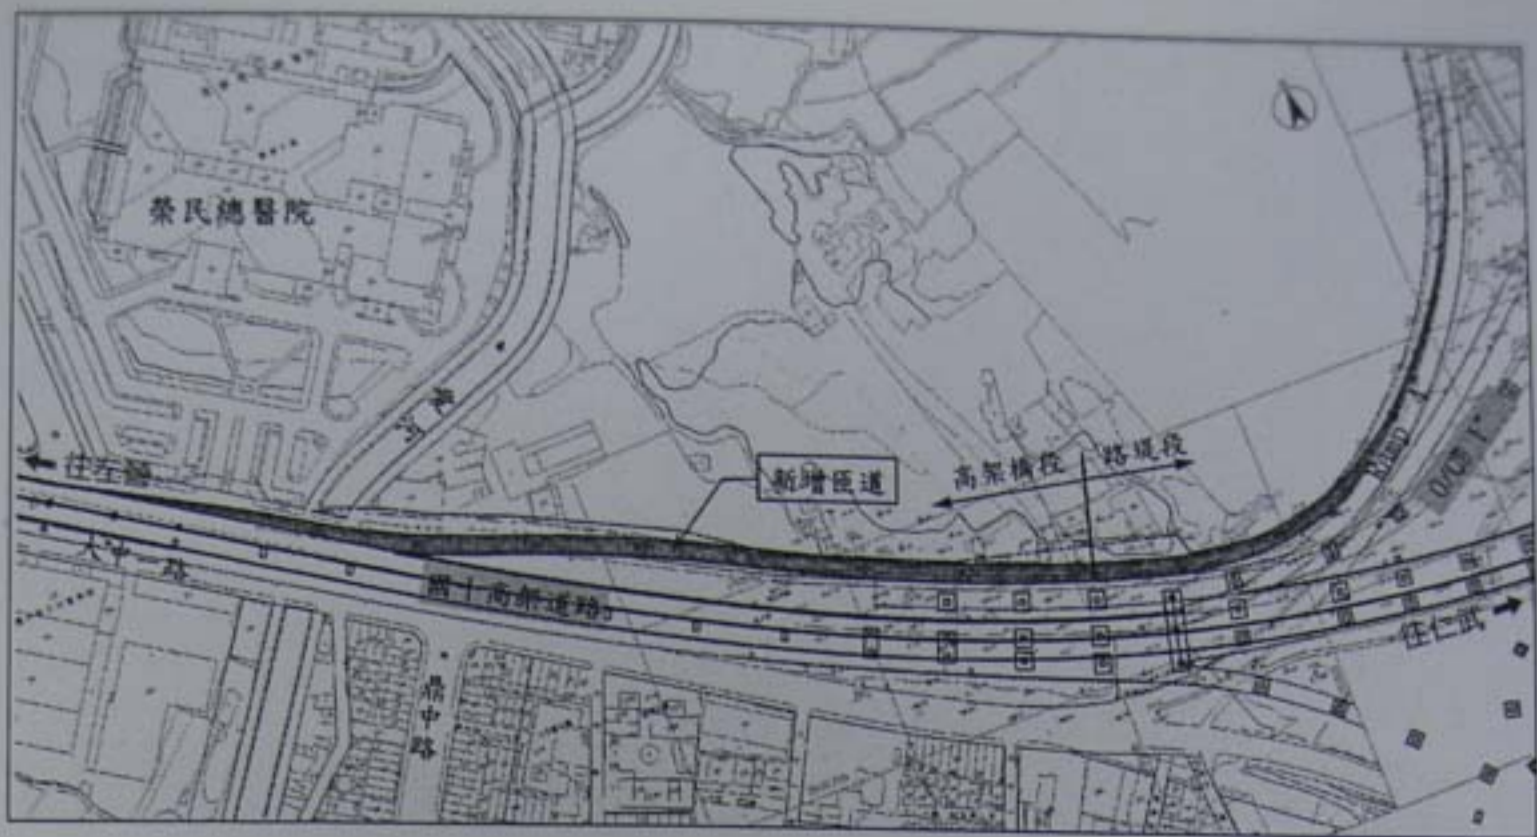 榮民總醫院
往左營
新增匝道
高架橋段
路堤段
大中一路
國十高架道路
往仁武
鼎中路